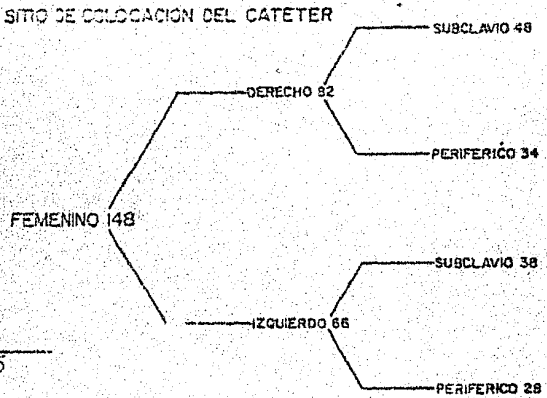 SITIO DE COLOCACION DEL CATETER
SUBCLAVIO 48
DERECHO 82
PERIFERICO 34
FEMENINO 148
SUBCLAVIO 38
IZQUIERDO 66
PERIFERICO 28